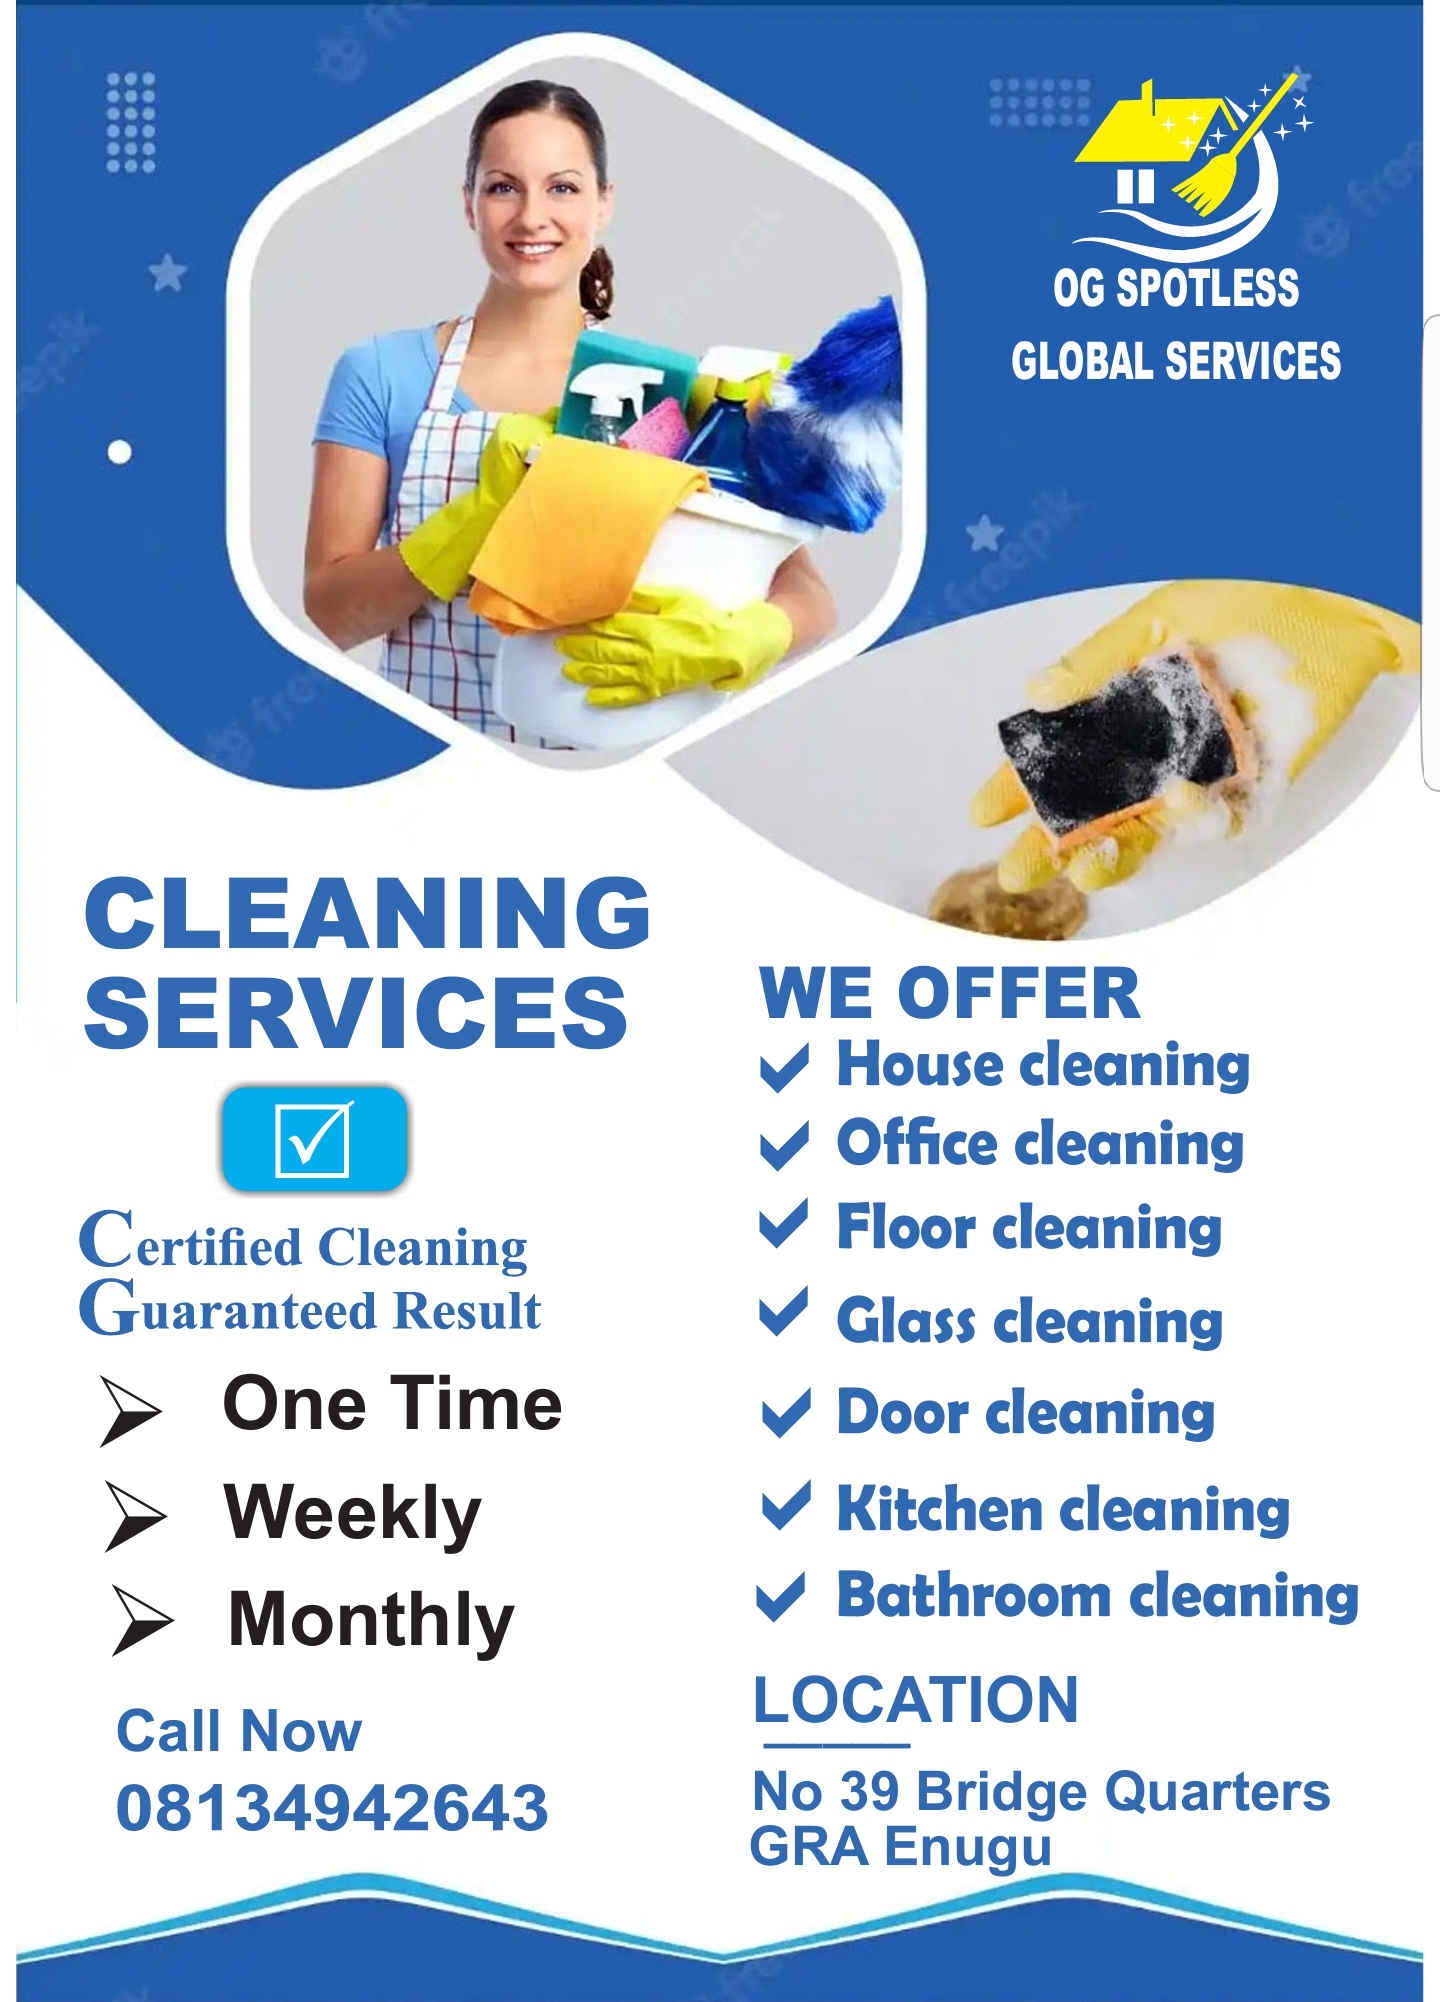 OG SPOTLESS
GLOBAL SERVICES
CLEANING
SERVICES
Certified Cleaning
Guaranteed Result
One Time
Weekly
Monthly
Call Now
08134942643
WE OFFER
House cleaning
Office cleaning
Floor cleaning
Glass cleaning
Door cleaning
Kitchen cleaning
Bathroom cleaning
LOCATION
No 39 Bridge Quarters
GRA Enugu
freepik